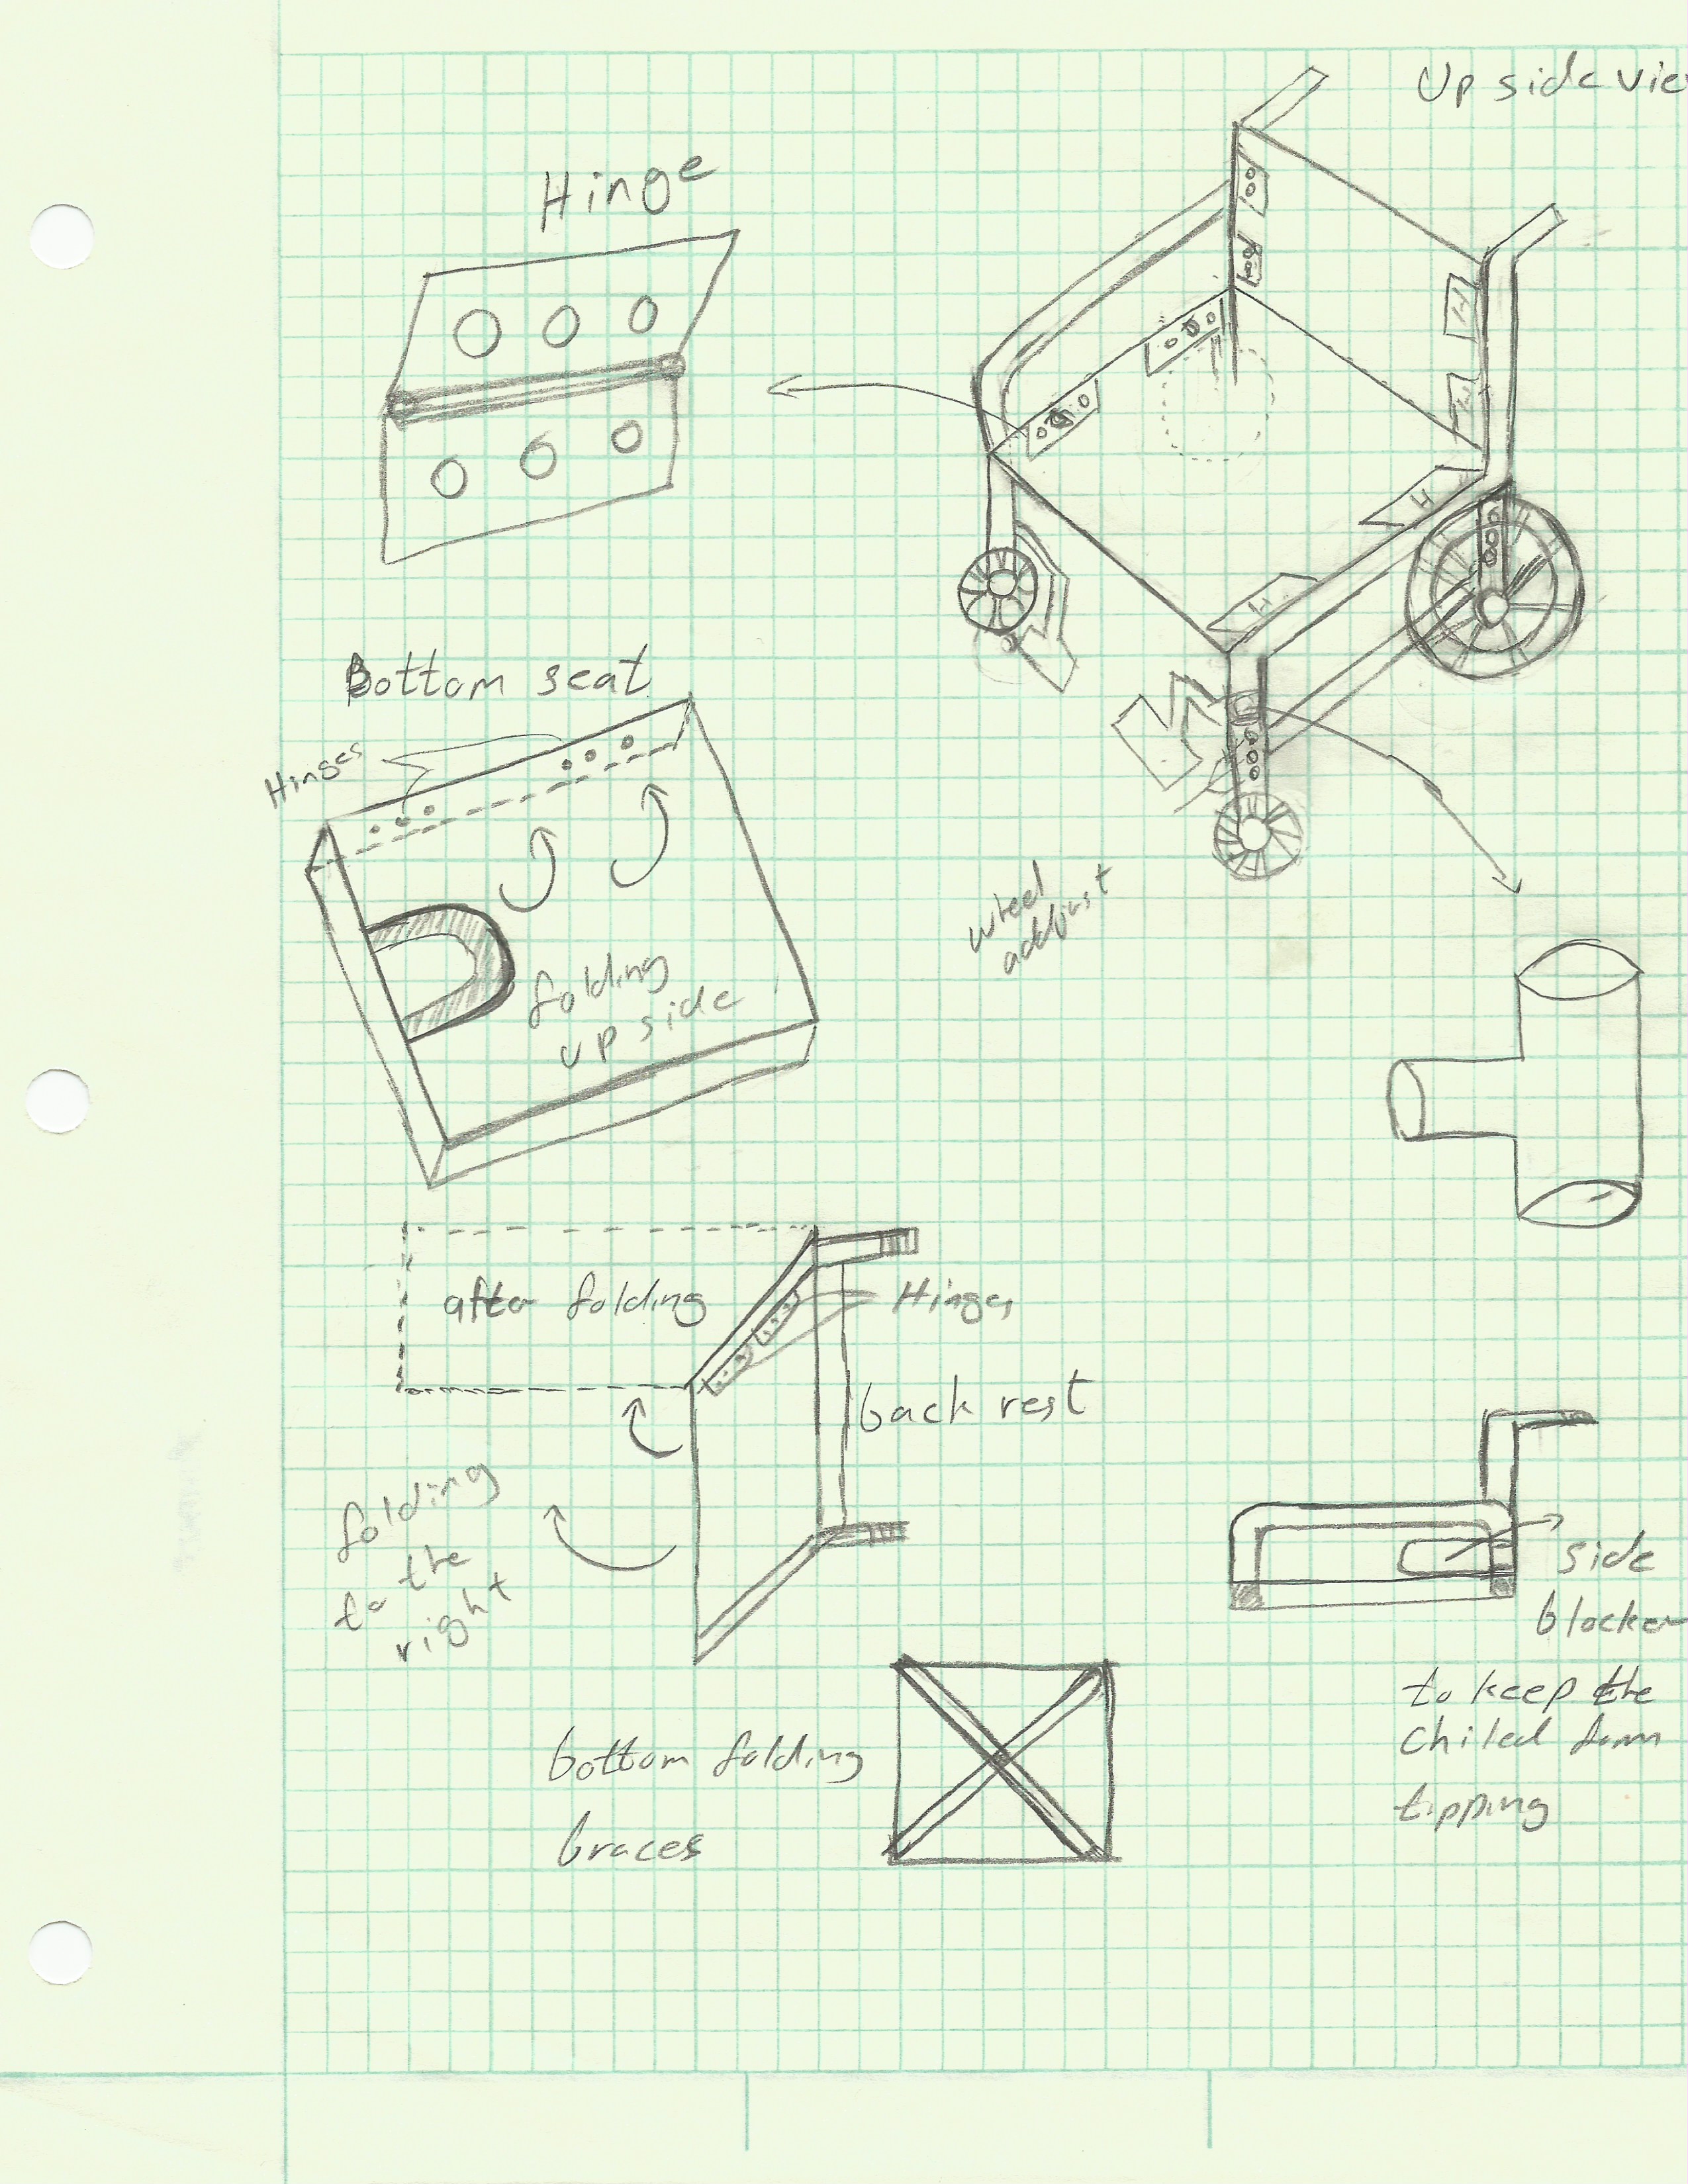 Up side vie
Hinge
H
H
H
H
Bottom seat
Hinges
folding
up side
wheel
addjust
after folding
Hinges
back rest
folding
to the
right
side
blocker
to keep the
chiled from
tipping
bottom folding
braces